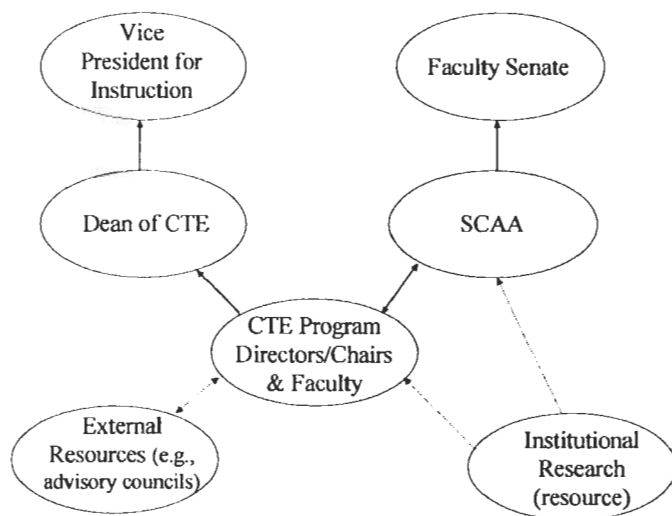 Vice
President for
Instruction
Faculty Senate
Dean of CTE
SCAA
CTE Program
Directors/Chairs
& Faculty
External
Resources (e.g.,
advisory councils)
Institutional
Research
(resource)